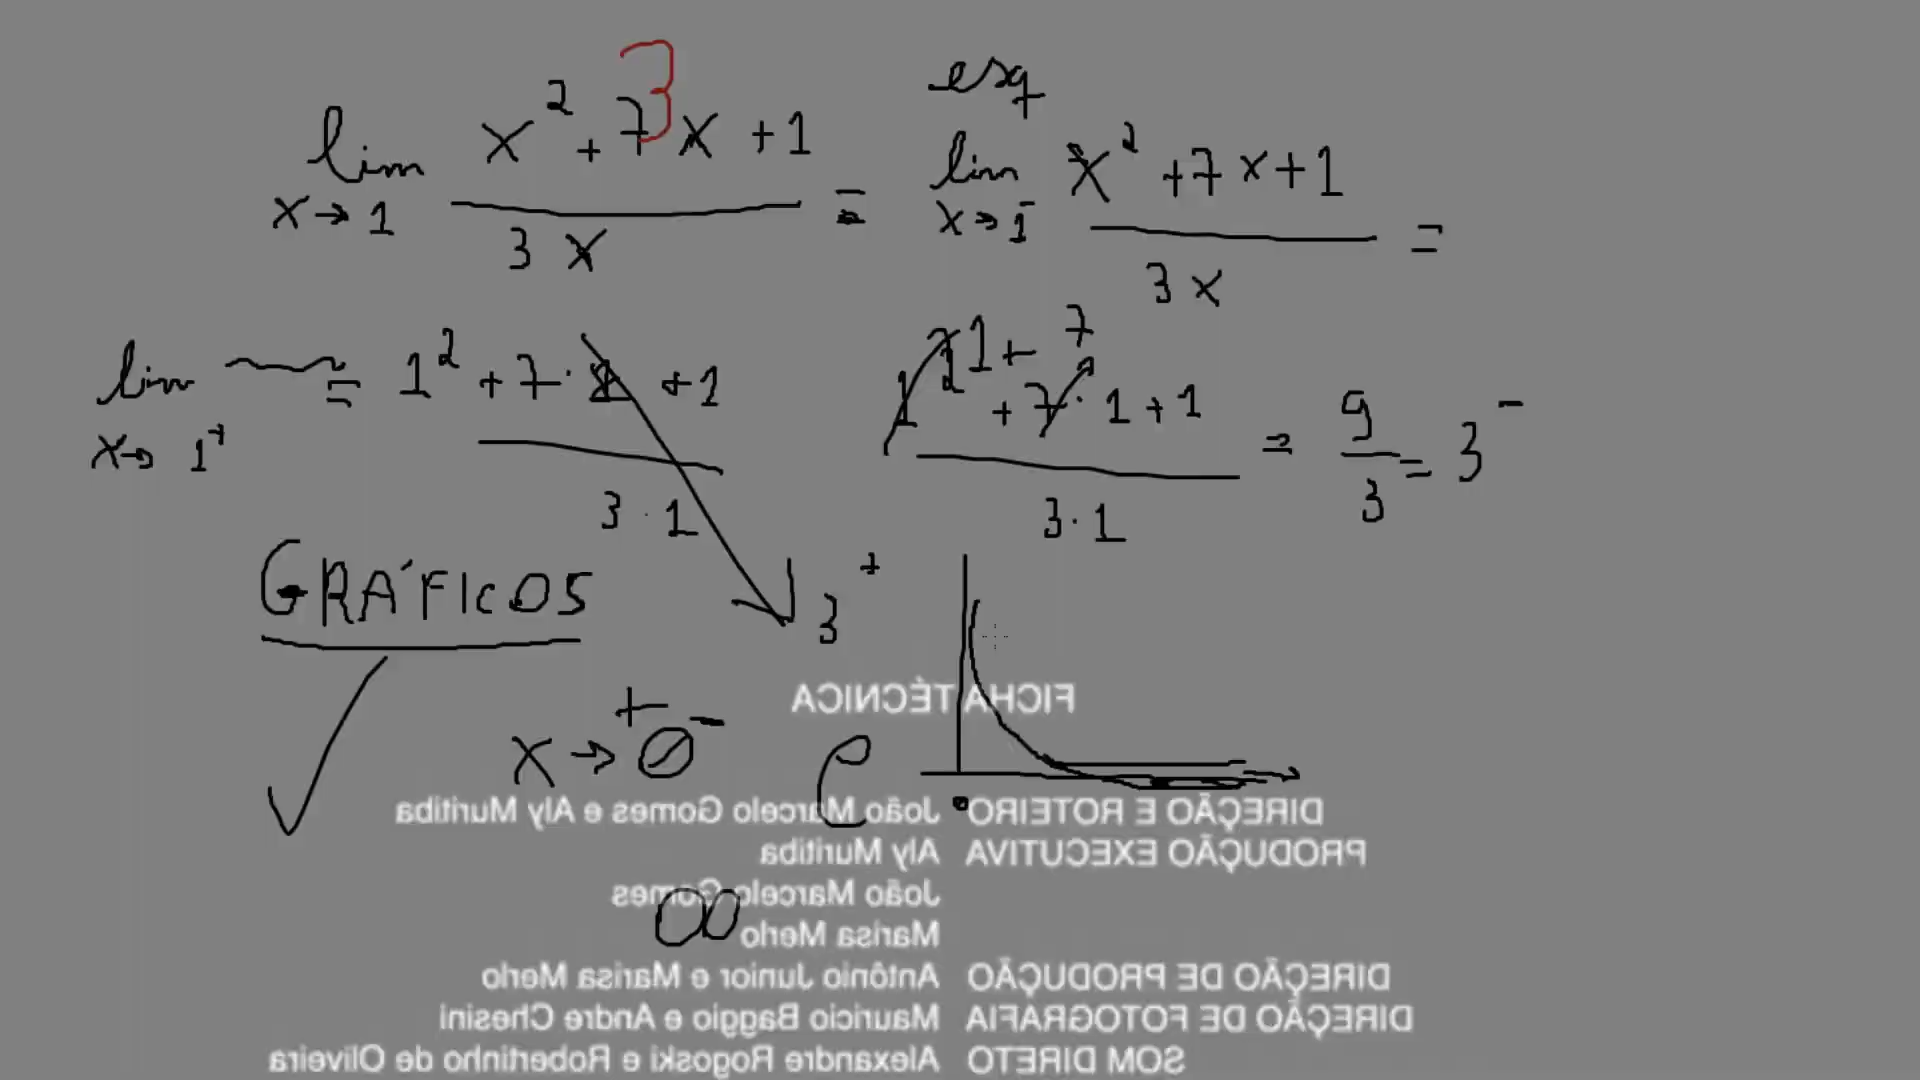 esq
lim x→1 (x² + 7 3 x + 1) / 3x = lim x→1⁻ (x² + 7x + 1) / 3x =
lim x→1⁺ = (1² + 7 · 1 + 1) / (3 · 1)
1 + 7
(1² + 7 · 1 + 1) / (3 · 1) = 9/3 = 3⁻
GRÁFICOS
3⁺
FICHA TÉCNICA
x → + 0 − e
DIREÇÃO E ROTEIRO João Marcelo Gomes e Aly Muritiba
PRODUÇÃO EXECUTIVA Aly Muritiba
João Marcelo Gomes
∞
Marisa Merlo
DIREÇÃO DE PRODUÇÃO Antônio Junior e Marisa Merlo
DIREÇÃO DE FOTOGRAFIA Mauricio Baggio e Andre Chesini
SOM DIRETO Alexandre Rogoski e Robertinho de Oliveira